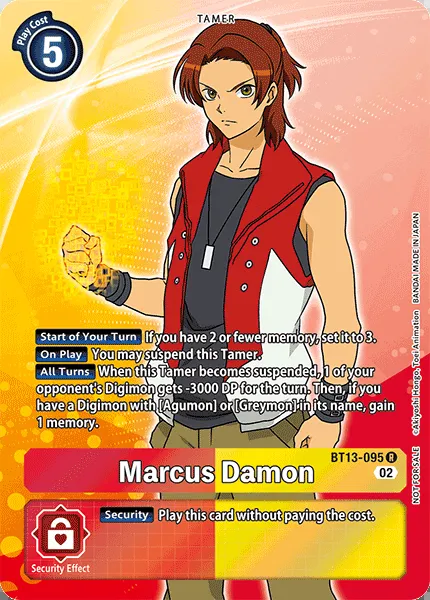 TAMER
Play Cost
5
Start of Your Turn If you have 2 or fewer memory, set it to 3.
On Play You may suspend this Tamer.
All Turns When this Tamer becomes suspended, 1 of your
opponent's Digimon gets -3000 DP for the turn. Then, if you
have a Digimon with [Agumon] or [Greymon] in its name, gain
1 memory.
BT13-095 R
Marcus Damon
02
Security Play this card without paying the cost.
Security Effect
NOT FOR SALE ©Akiyoshi Hongo, Toei Animation BANDAI MADE IN JAPAN